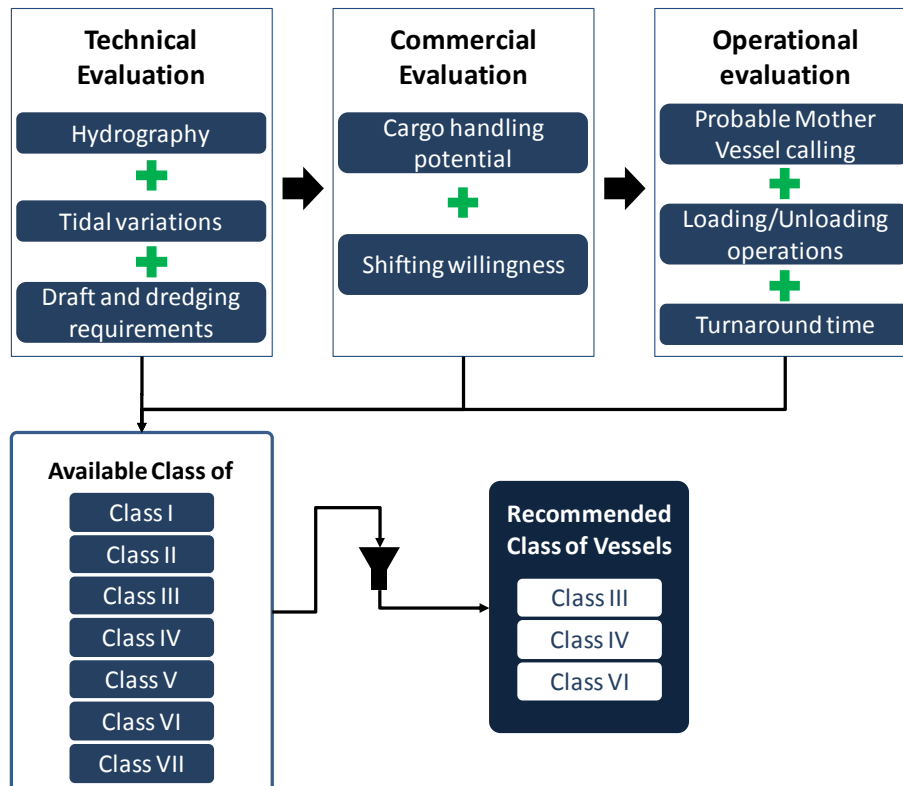 Technical
Evaluation
Hydrography
Tidal variations
Draft and dredging
requirements
Commercial
Evaluation
Cargo handling
potential
Shifting willingness
Operational
evaluation
Probable Mother
Vessel calling
Loading/Unloading
operations
Turnaround time
Available Class of
Class I
Class II
Class III
Class IV
Class V
Class VI
Class VII
Recommended
Class of Vessels
Class III
Class IV
Class VI